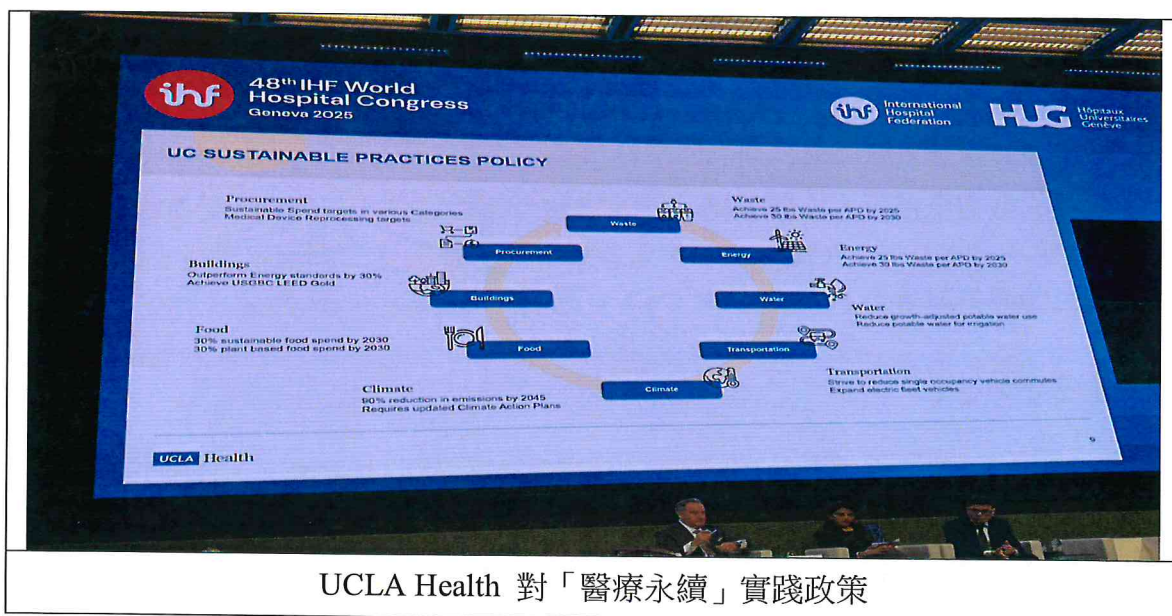 ihf
48th IHF World
Hospital Congress
Geneva 2025
ihf
International
Hospital
Federation
HUG
Hôpitaux
Universitaires
Genève
UC SUSTAINABLE PRACTICES POLICY
Procurement
Sustainable Spend targets in various Categories
Medical Device Reprocessing targets
Waste
Achieve 25 lbs Waste per APD by 2025
Achieve 30 lbs Waste per APD by 2030
Waste
Procurement
Energy
Energy
Achieve 25 lbs Waste per APD by 2025
Achieve 30 lbs Waste per APD by 2030
Buildings
Outperform Energy standards by 30%
Achieve USGBC LEED Gold
Buildings
Water
Water
Reduce growth-adjusted potable water use
Reduce potable water for irrigation
Food
30% sustainable food spend by 2030
30% plant based food spend by 2030
Food
Transportation
Transportation
Strive to reduce single occupancy vehicle commutes
Expand electric fleet vehicles
Climate
90% reduction in emissions by 2045
Requires updated Climate Action Plans
Climate
9
UCLA Health
UCLA Health 對「醫療永續」實踐政策